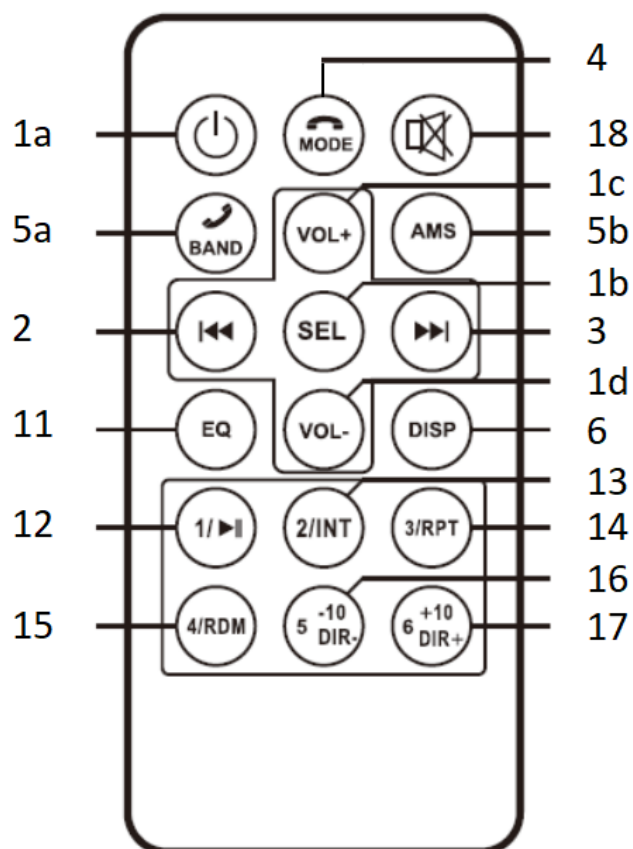 4
1a MODE 18
1c
5a BAND VOL+ AMS 5b
1b
2 SEL 3
1d
11 EQ VOL- DISP 6
13
12 1/ 2/INT 3/RPT 14
16
15 4/RDM 5 -10 DIR- 6 +10 DIR+ 17